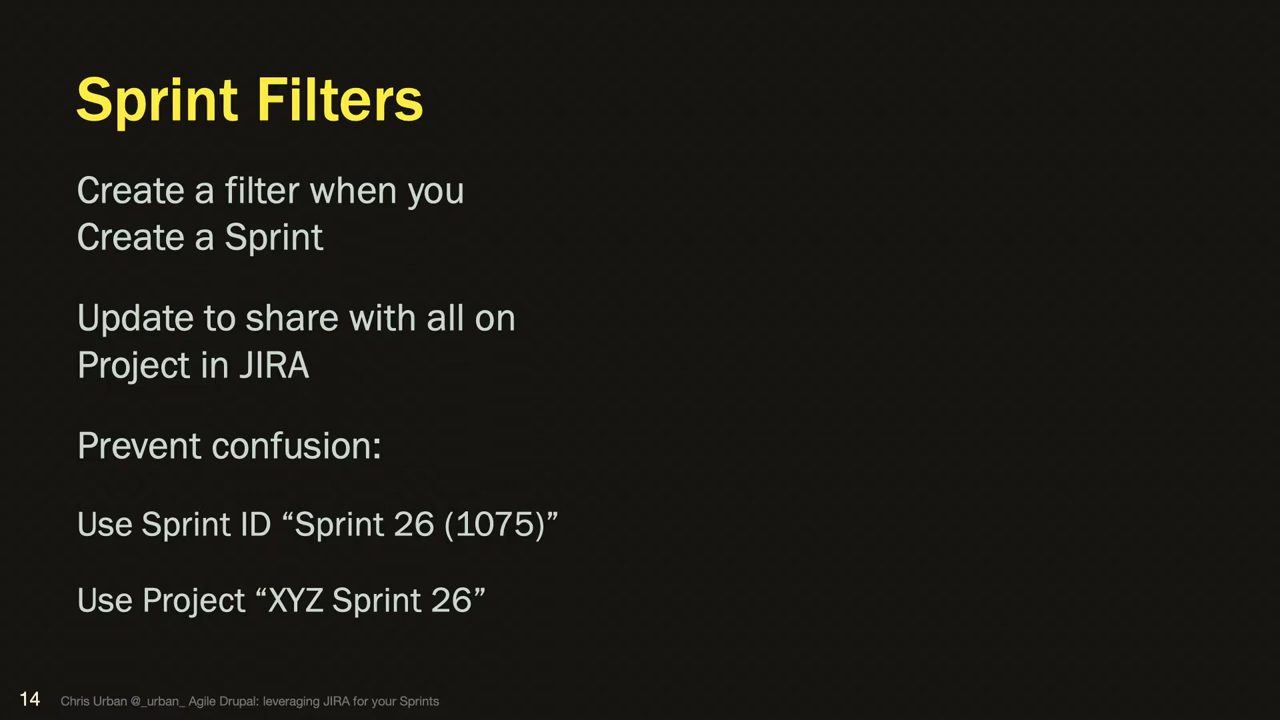 Sprint Filters
Create a filter when you
Create a Sprint
Update to share with all on
Project in JIRA
Prevent confusion:
Use Sprint ID “Sprint 26 (1075)”
Use Project “XYZ Sprint 26”
14 Chris Urban @_urban_ Agile Drupal: leveraging JIRA for your Sprints